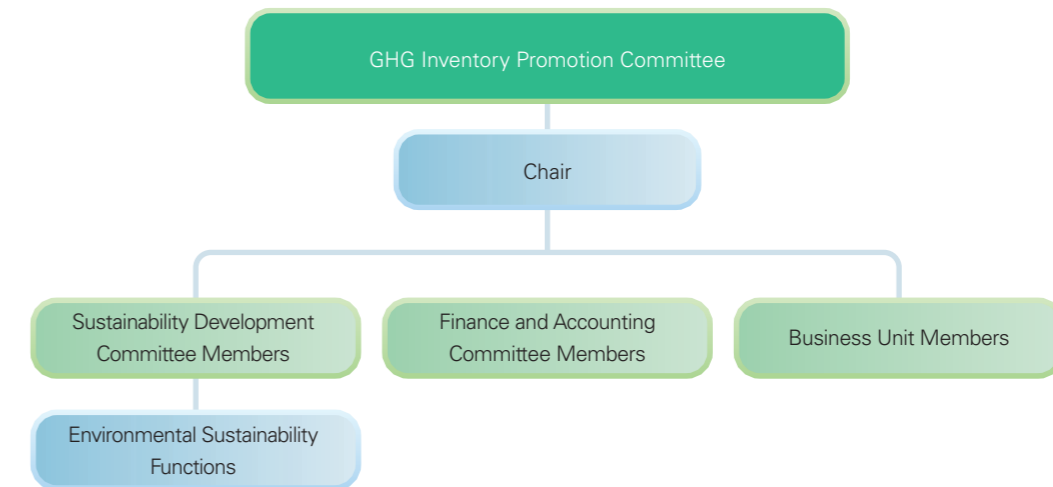 GHG Inventory Promotion Committee
Chair
Sustainability Development
Committee Members
Finance and Accounting
Committee Members
Business Unit Members
Environmental Sustainability
Functions